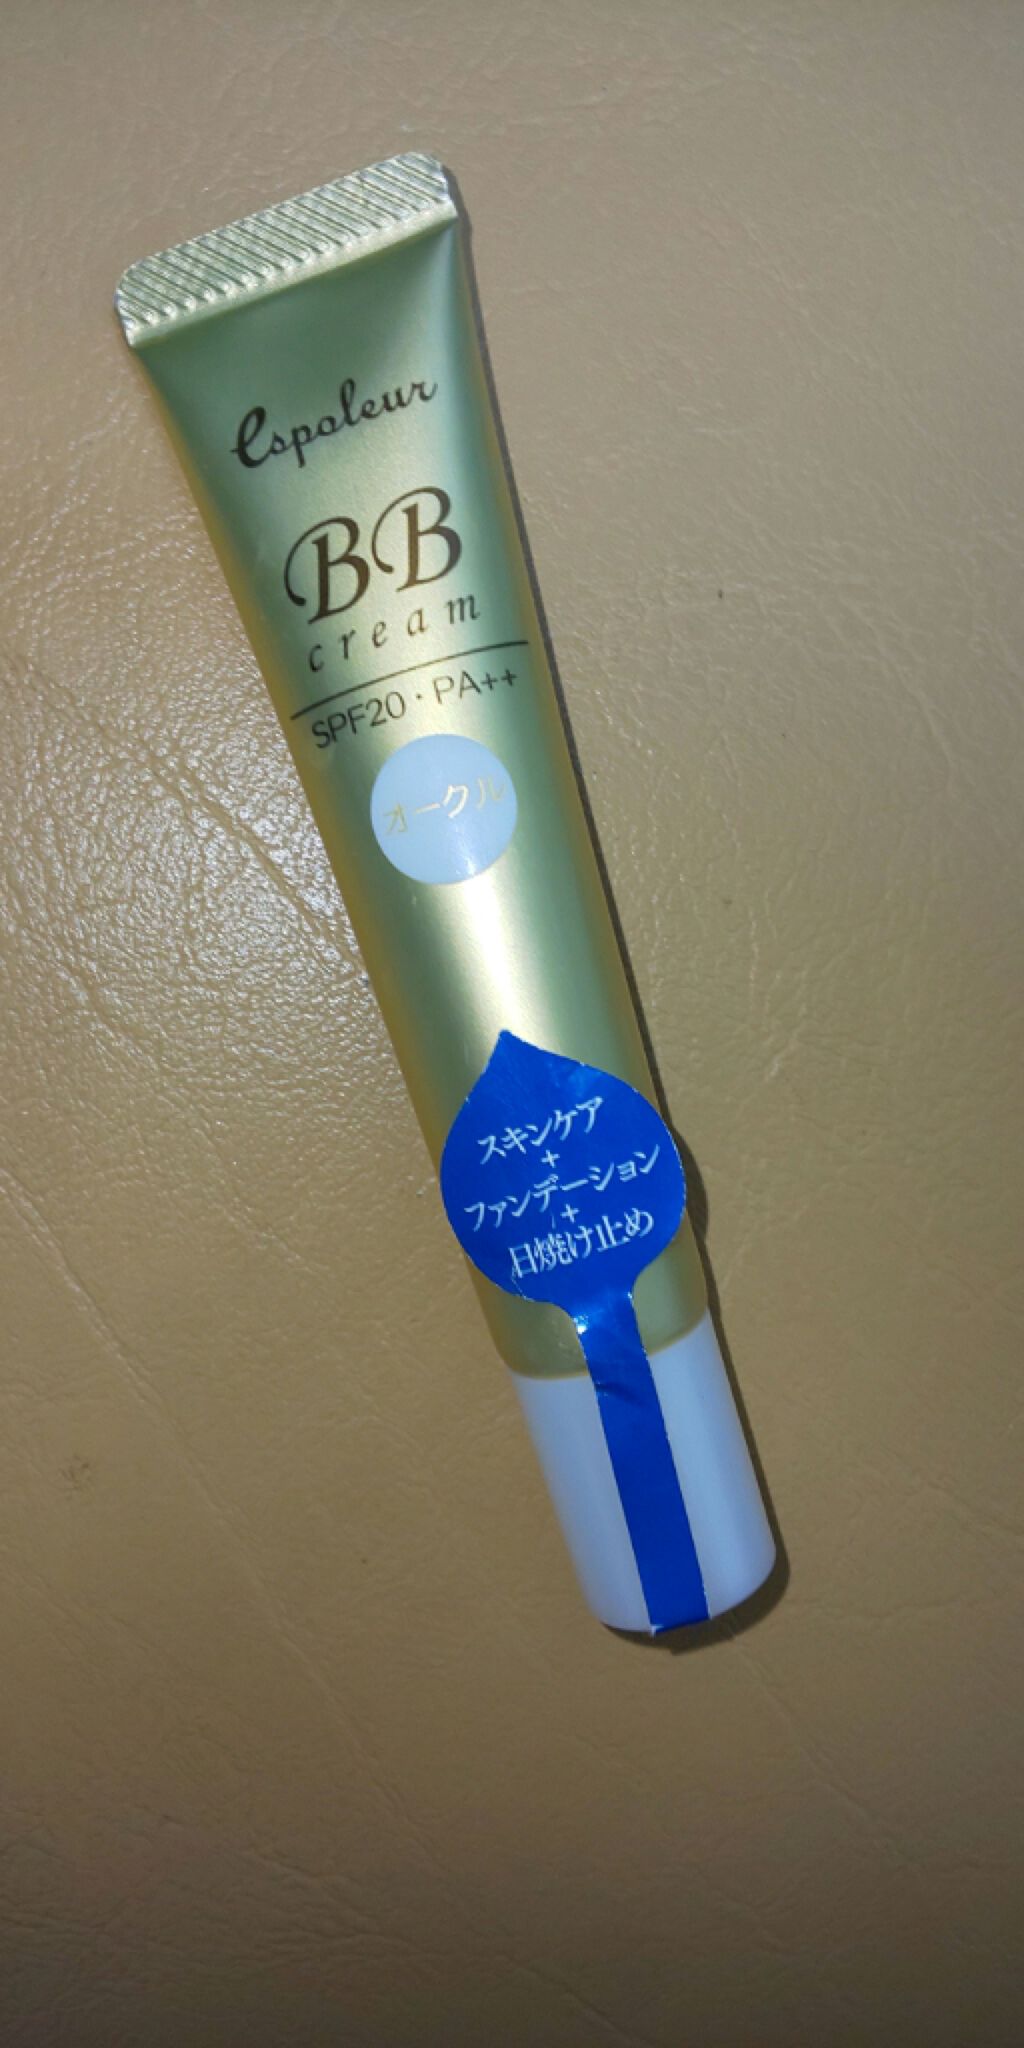 espoleur
BB
cream
SPF20・PA++
オークル
スキンケア
+
ファンデーション
+
日焼け止め